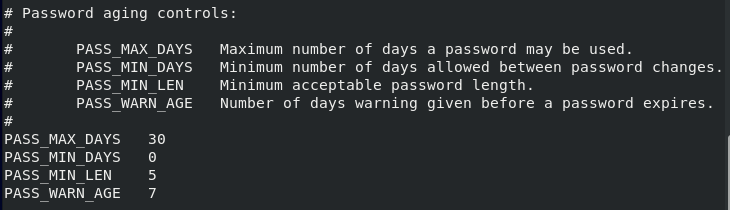 # Password aging controls:
#
#       PASS_MAX_DAYS   Maximum number of days a password may be used.
#       PASS_MIN_DAYS   Minimum number of days allowed between password changes.
#       PASS_MIN_LEN    Minimum acceptable password length.
#       PASS_WARN_AGE   Number of days warning given before a password expires.
#
PASS_MAX_DAYS   30
PASS_MIN_DAYS   0
PASS_MIN_LEN    5
PASS_WARN_AGE   7